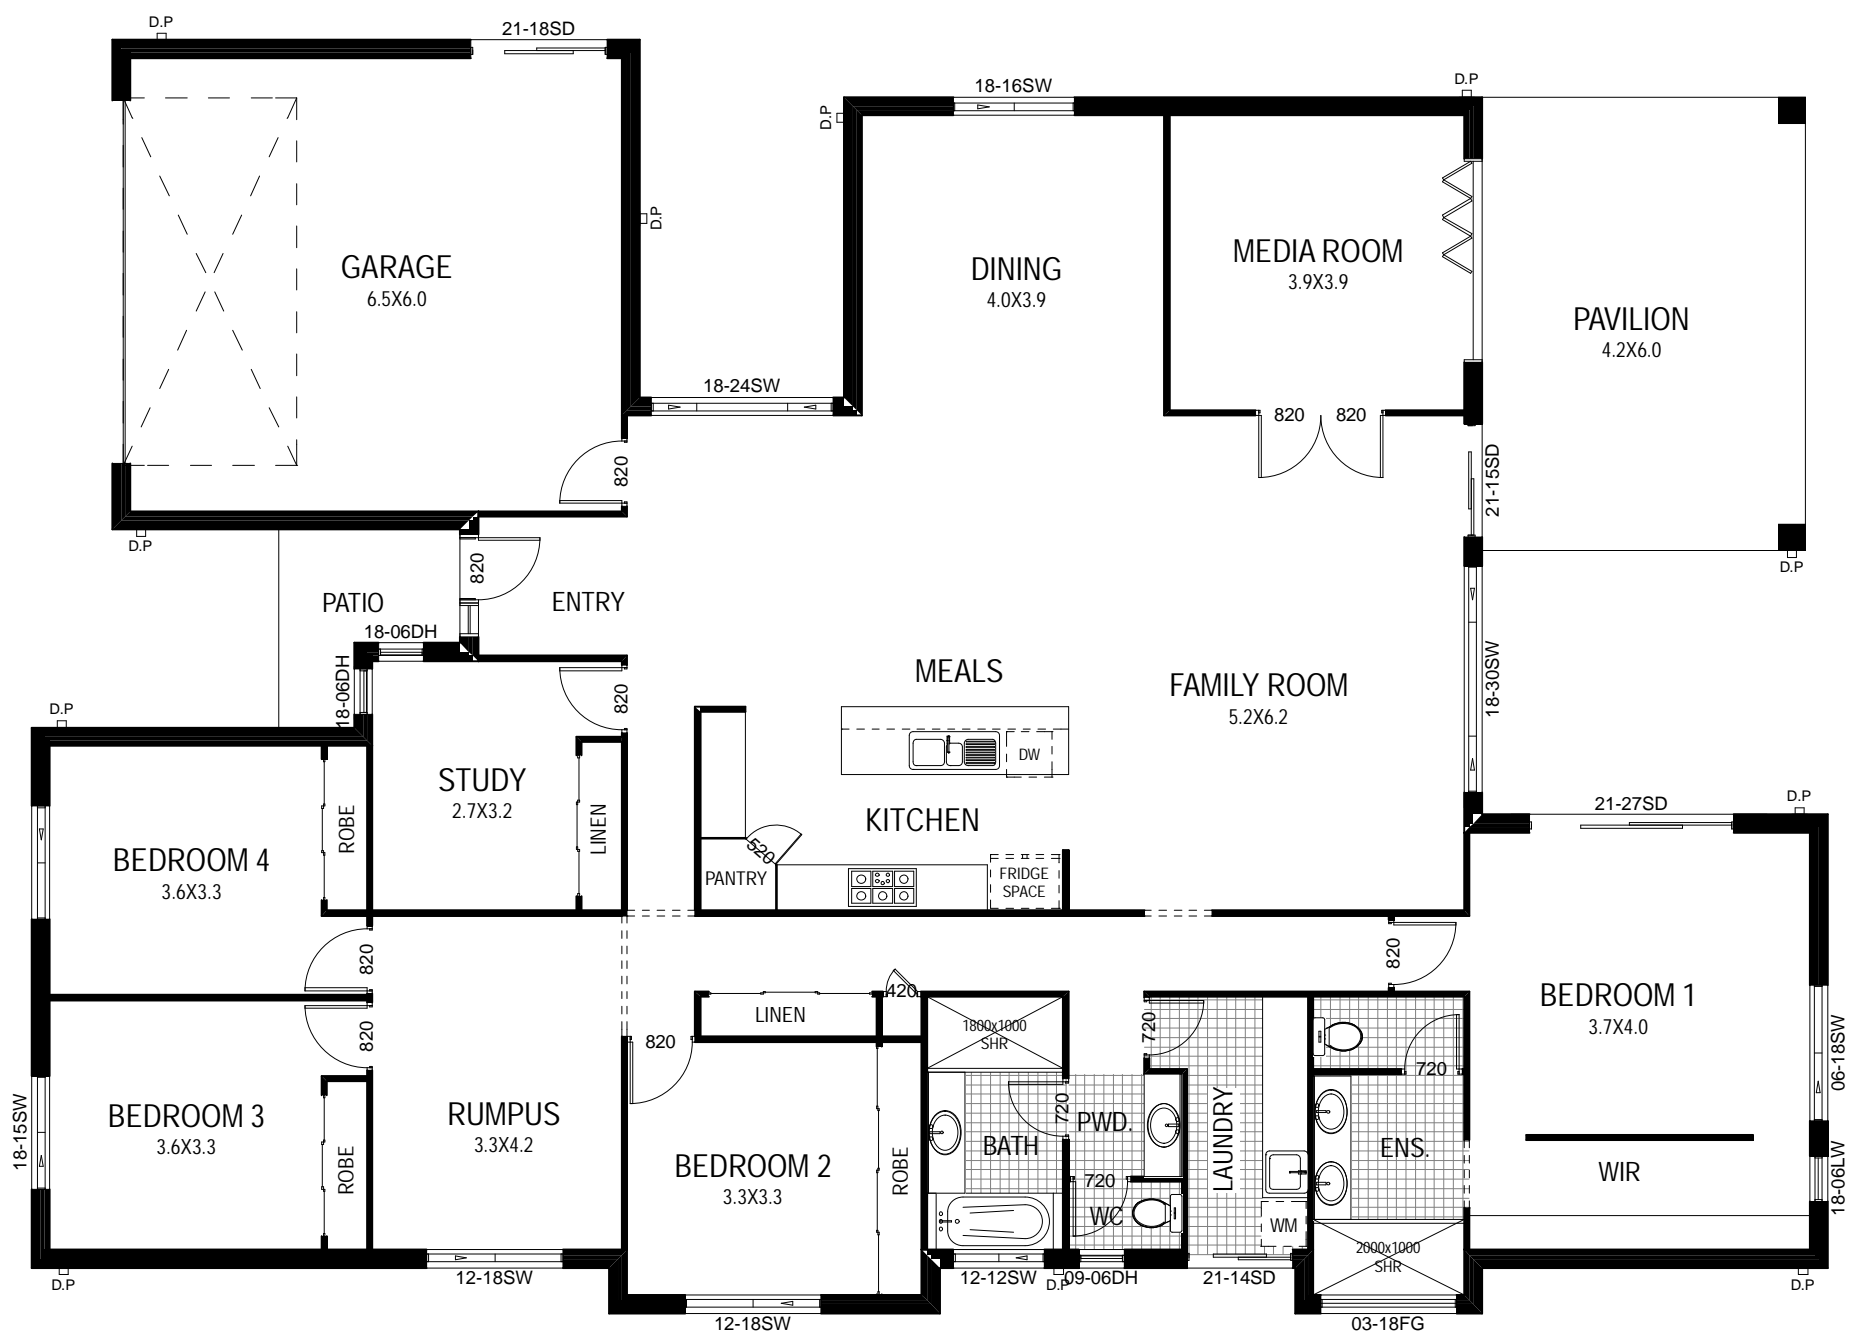 D.P
21-18SD
18-16SW
D.P
D.P
D.P
GARAGE
6.5X6.0
DINING
4.0X3.9
MEDIA ROOM
3.9X3.9
PAVILION
4.2X6.0
18-24SW
820
820
820
21-15SD
D.P
D.P
820
PATIO
ENTRY
18-06DH
18-06DH
820
MEALS
FAMILY ROOM
5.2X6.2
18-30SW
D.P
STUDY
2.7X3.2
LINEN
ROBE
BEDROOM 4
3.6X3.3
DW
KITCHEN
520
PANTRY
FRIDGE
SPACE
21-27SD
D.P
820
820
820
BEDROOM 1
3.7X4.0
420
LINEN
820
1800x1000
SHR
720
720
06-18SW
18-15SW
BEDROOM 3
3.6X3.3
ROBE
RUMPUS
3.3X4.2
BEDROOM 2
3.3X3.3
ROBE
BATH
720
PWD.
720
WC
LAUNDRY
WM
ENS.
WIR
18-06LW
2000x1000
SHR
D.P
12-18SW
12-18SW
12-12SW
D.P
09-06DH
21-14SD
03-18FG
D.P